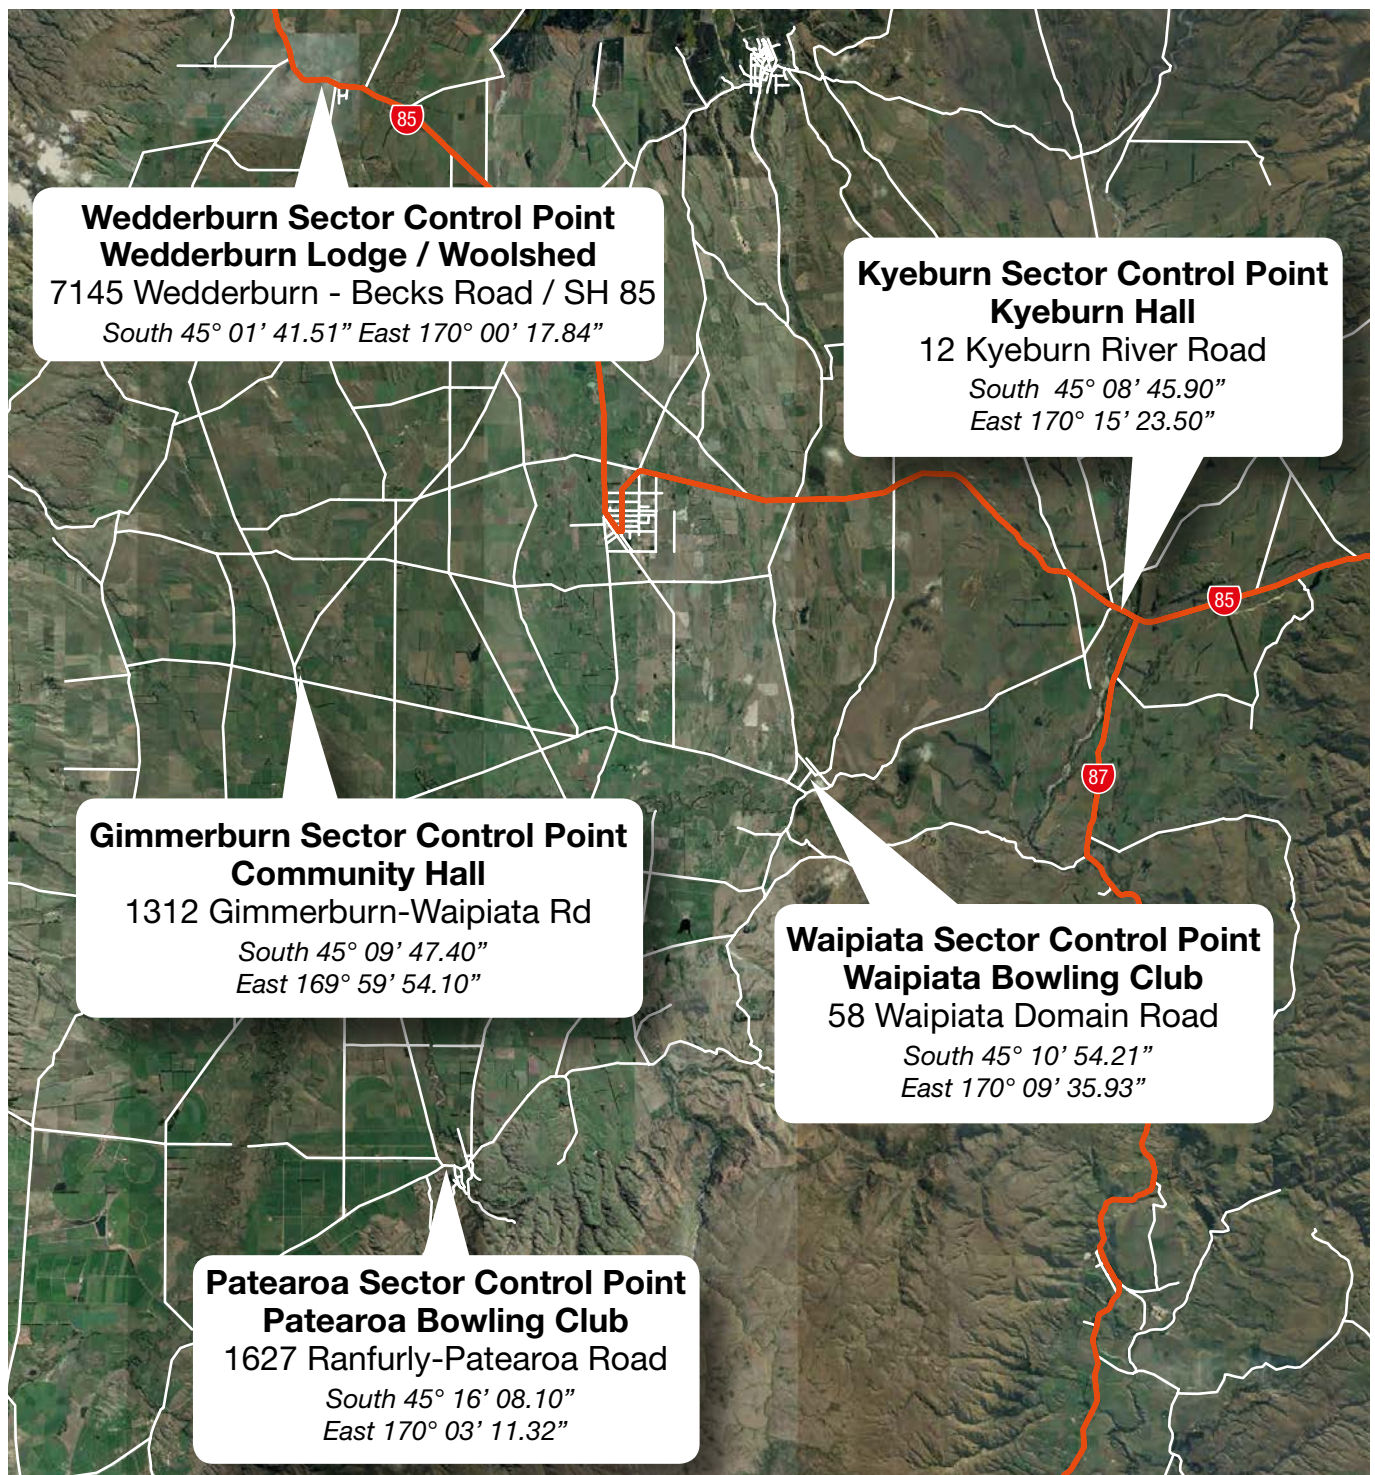 85
Wedderburn Sector Control Point
Wedderburn Lodge / Woolshed
7145 Wedderburn - Becks Road / SH 85
South 45° 01’ 41.51” East 170° 00’ 17.84”
Kyeburn Sector Control Point
Kyeburn Hall
12 Kyeburn River Road
South 45° 08’ 45.90”
East 170° 15’ 23.50”
85
87
Gimmerburn Sector Control Point
Community Hall
1312 Gimmerburn-Waipiata Rd
South 45° 09’ 47.40”
East 169° 59’ 54.10”
Waipiata Sector Control Point
Waipiata Bowling Club
58 Waipiata Domain Road
South 45° 10’ 54.21”
East 170° 09’ 35.93”
Patearoa Sector Control Point
Patearoa Bowling Club
1627 Ranfurly-Patearoa Road
South 45° 16’ 08.10”
East 170° 03’ 11.32”